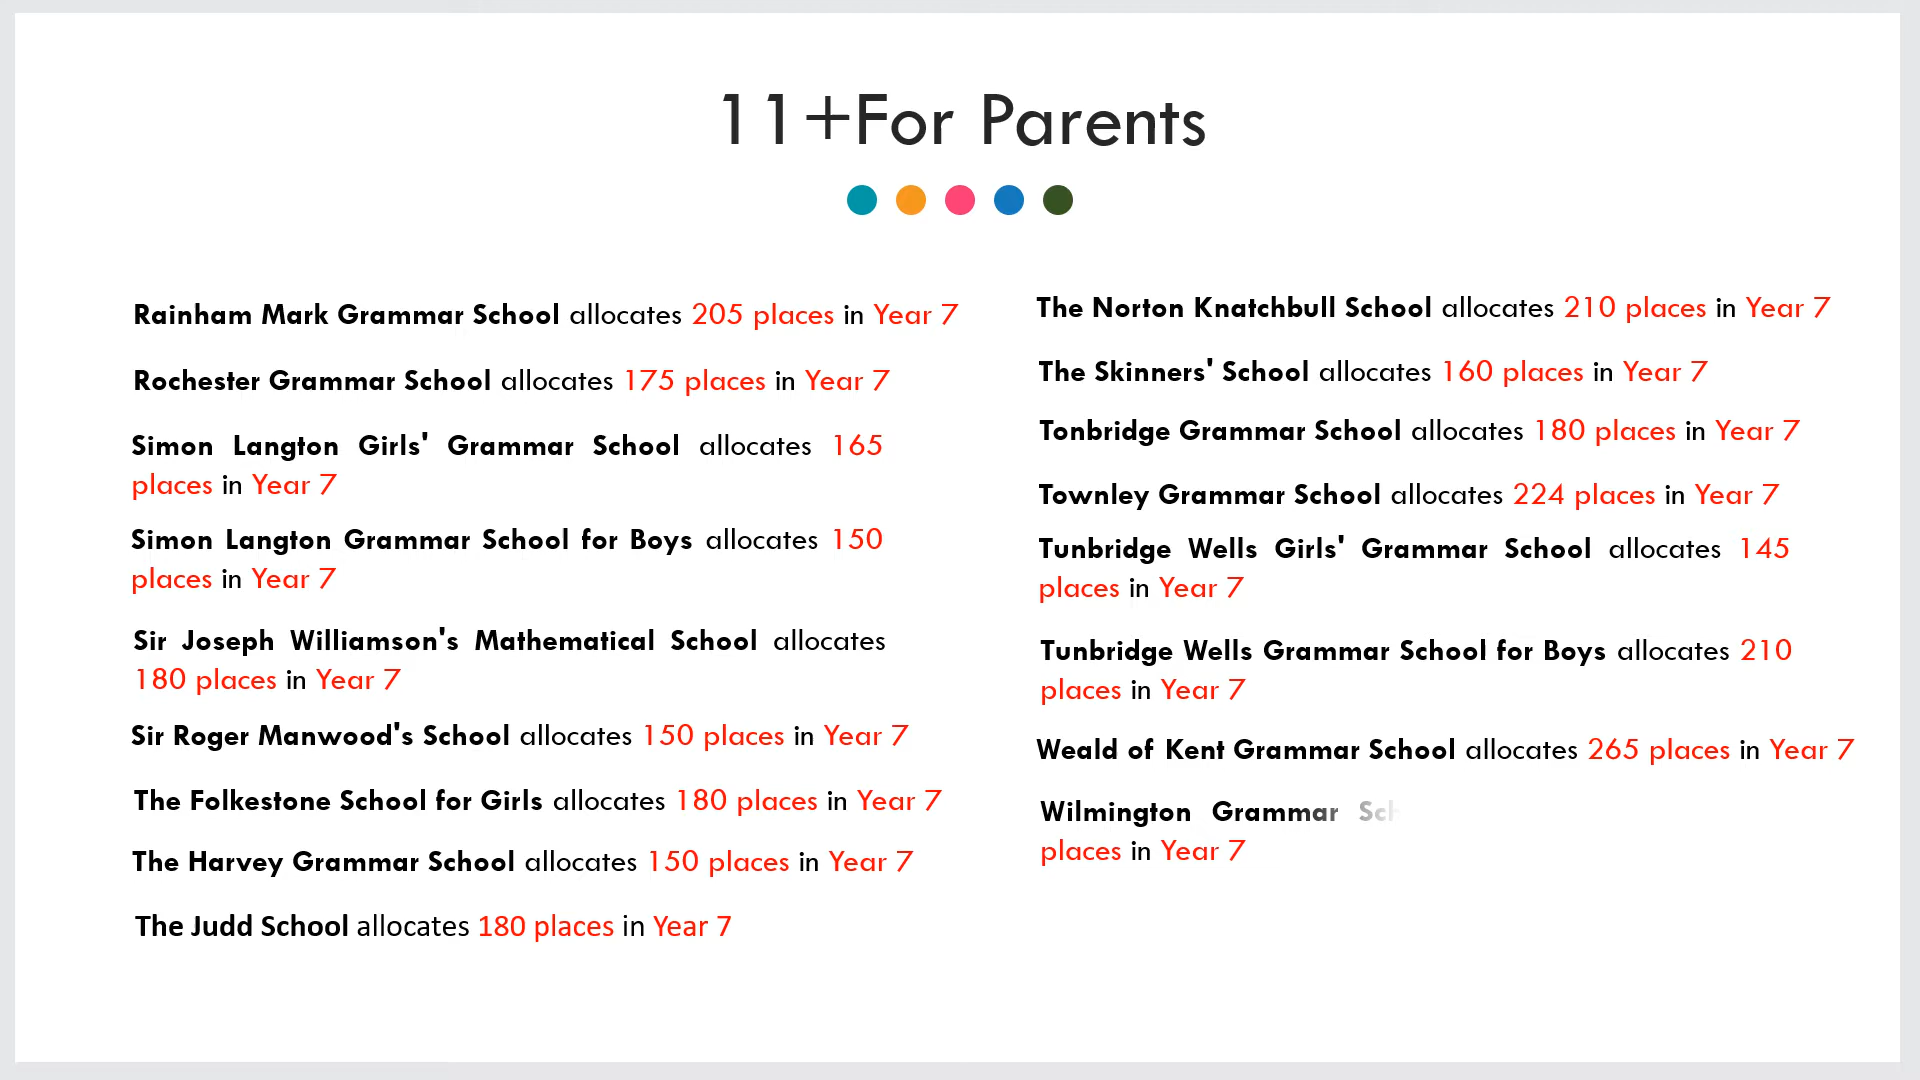 11+For Parents
Rainham Mark Grammar School allocates 205 places in Year 7
Rochester Grammar School allocates 175 places in Year 7
Simon Langton Girls' Grammar School allocates 165
places in Year 7
Simon Langton Grammar School for Boys allocates 150
places in Year 7
Sir Joseph Williamson's Mathematical School allocates
180 places in Year 7
Sir Roger Manwood's School allocates 150 places in Year 7
The Folkestone School for Girls allocates 180 places in Year 7
The Harvey Grammar School allocates 150 places in Year 7
The Judd School allocates 180 places in Year 7
The Norton Knatchbull School allocates 210 places in Year 7
The Skinners' School allocates 160 places in Year 7
Tonbridge Grammar School allocates 180 places in Year 7
Townley Grammar School allocates 224 places in Year 7
Tunbridge Wells Girls' Grammar School allocates 145
places in Year 7
Tunbridge Wells Grammar School for Boys allocates 210
places in Year 7
Weald of Kent Grammar School allocates 265 places in Year 7
Wilmington Grammar
places in Year 7